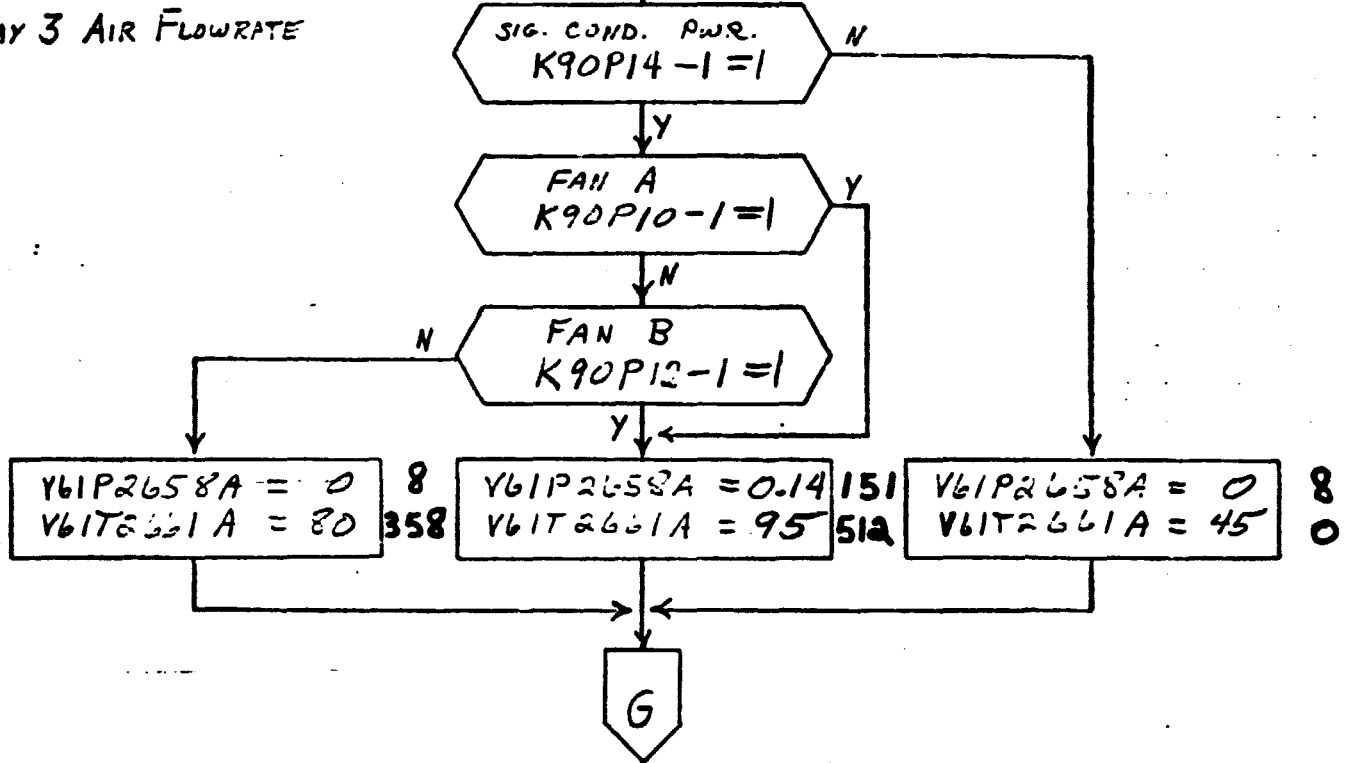 AY 3 AIR FLOWRATE
SIG. COND. PWR.
K90P14-1=1
N
Y
FAN A
K90P10-1=1
Y
N
FAN B
K90P12-1=1
N
Y
V61P2658A = 0 8
V61T2661A = 80 358
V61P2658A = 0.14 151
V61T2661A = 95 512
V61P2658A = 0 8
V61T2661A = 45 0
G